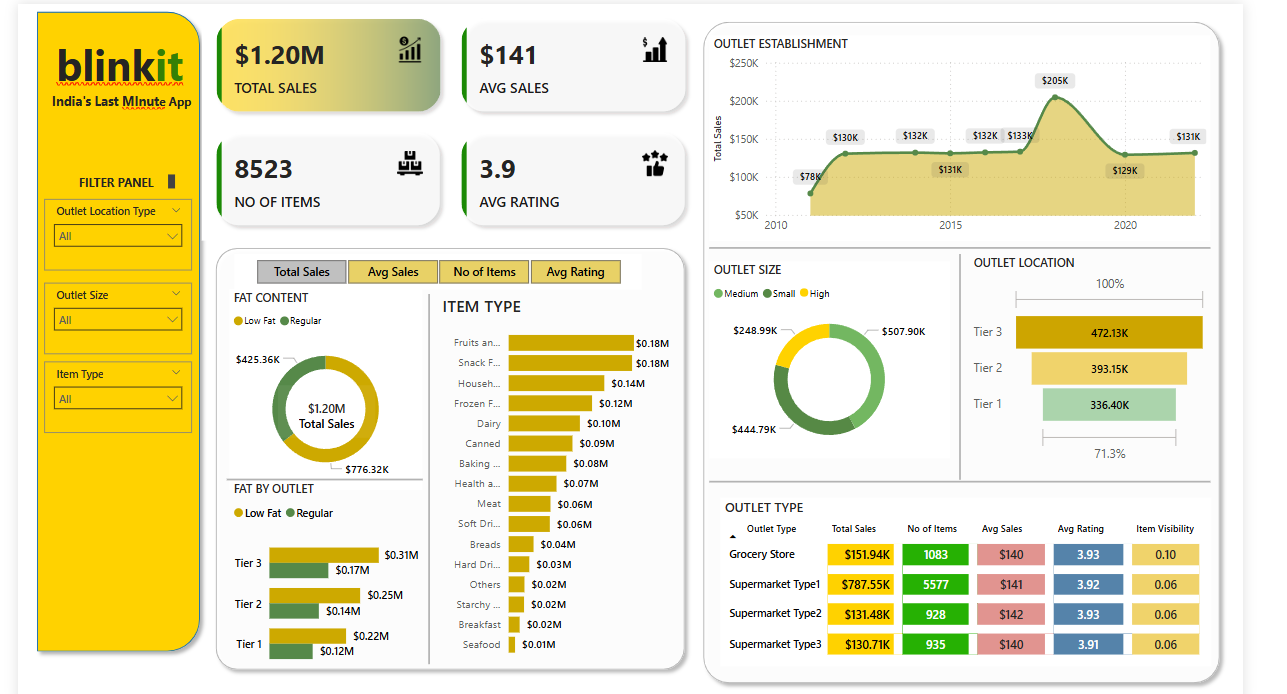 blinkit
India's Last MInute App
FILTER PANEL
Outlet Location Type
All
Outlet Size
All
Item Type
All
$1.20M
TOTAL SALES
$141
AVG SALES
8523
NO OF ITEMS
3.9
AVG RATING
Total Sales
Avg Sales
No of Items
Avg Rating
FAT CONTENT
Low Fat
Regular
$425.36K
$1.20M
Total Sales
$776.32K
FAT BY OUTLET
Low Fat
Regular
Tier 3
$0.31M
$0.17M
Tier 2
$0.25M
$0.14M
Tier 1
$0.22M
$0.12M
ITEM TYPE
Fruits an... $0.18M
Snack F... $0.18M
Househ... $0.14M
Frozen F... $0.12M
Dairy $0.10M
Canned $0.09M
Baking ... $0.08M
Health a... $0.07M
Meat $0.06M
Soft Dri... $0.06M
Breads $0.04M
Hard Dri... $0.03M
Others $0.02M
Starchy ... $0.02M
Breakfast $0.02M
Seafood $0.01M
OUTLET ESTABLISHMENT
Total Sales
$250K
$200K
$150K
$100K
$50K
2010
2015
2020
$78K
$130K
$132K
$131K
$132K
$133K
$205K
$129K
$131K
OUTLET SIZE
Medium
Small
High
$248.99K
$507.90K
$444.79K
OUTLET LOCATION
100%
Tier 3 472.13K
Tier 2 393.15K
Tier 1 336.40K
71.3%
OUTLET TYPE
Outlet Type Total Sales No of Items Avg Sales Avg Rating Item Visibility
Grocery Store $151.94K 1083 $140 3.93 0.10
Supermarket Type1 $787.55K 5577 $141 3.92 0.06
Supermarket Type2 $131.48K 928 $142 3.93 0.06
Supermarket Type3 $130.71K 935 $140 3.91 0.06